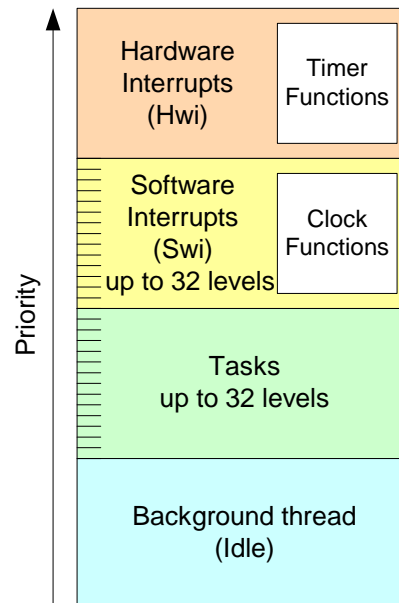 Hardware
Interrupts
(Hwi)
Timer
Functions
Software
Interrupts
(Swi)
up to 32 levels
Clock
Functions
Tasks
up to 32 levels
Background thread
(Idle)
Priority